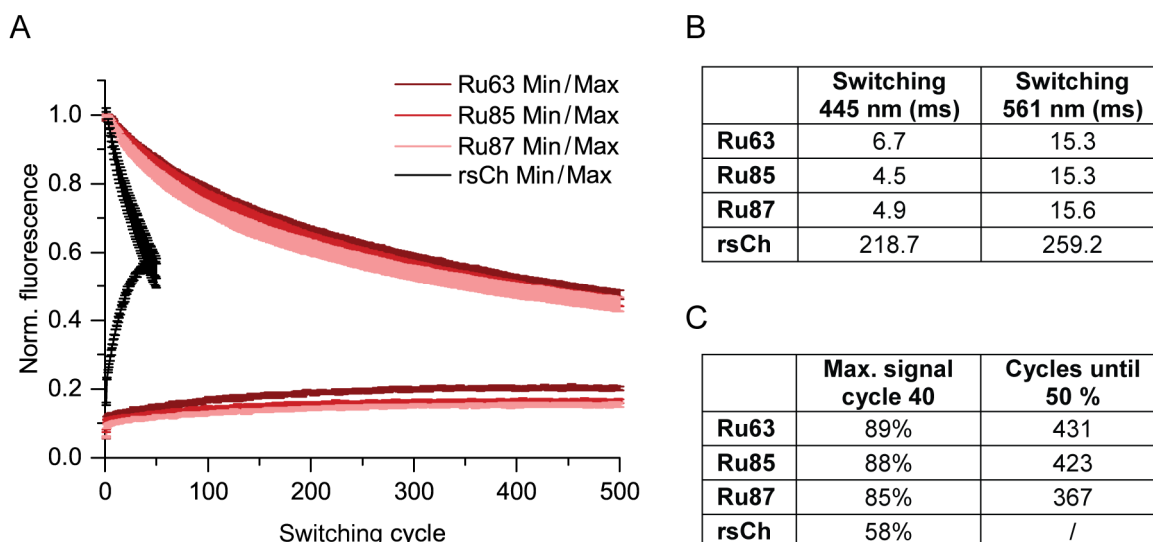 A
Norm. fluorescence
1.0
0.8
0.6
0.4
0.2
0.0
0 100 200 300 400 500
Switching cycle
Ru63 Min/Max
Ru85 Min/Max
Ru87 Min/Max
rsCh Min/Max
B
Switching 445 nm (ms) Switching 561 nm (ms)
Ru63 6.7 15.3
Ru85 4.5 15.3
Ru87 4.9 15.6
rsCh 218.7 259.2
C
Max. signal cycle 40 Cycles until 50 %
Ru63 89% 431
Ru85 88% 423
Ru87 85% 367
rsCh 58% /